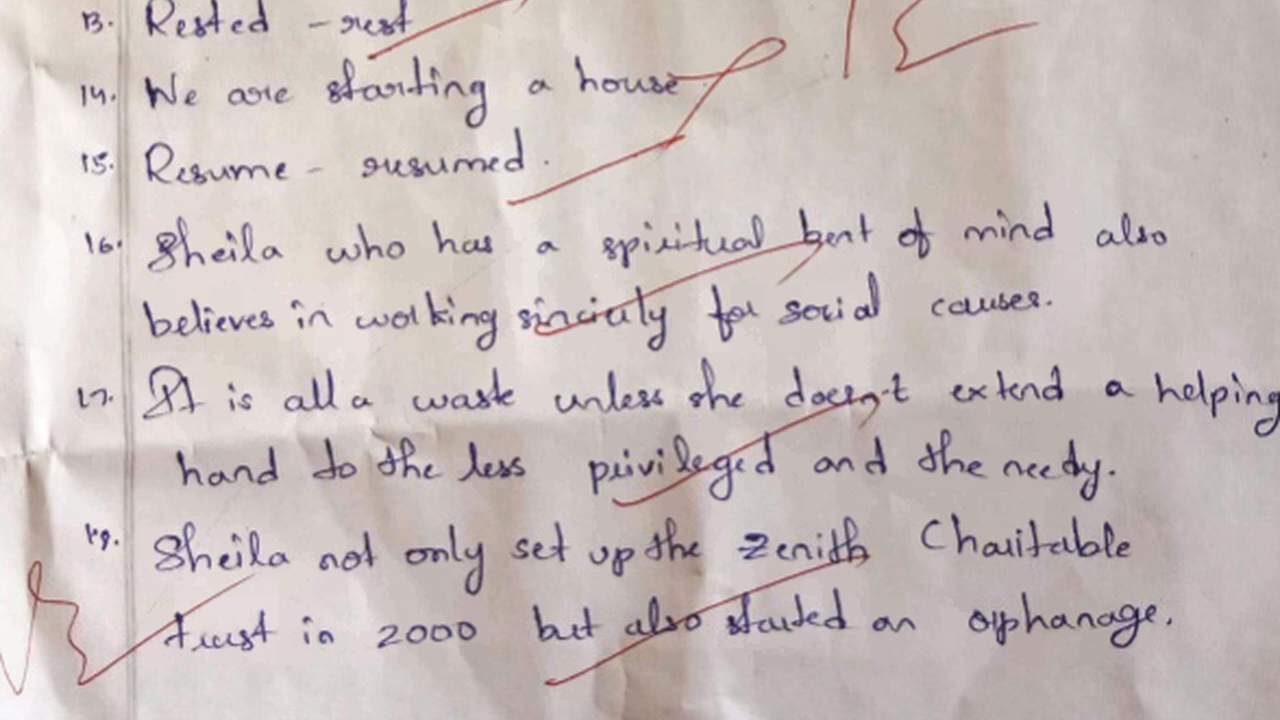 13. Rested - rest
14. We are starting a house
15. Resume - resumed.
16. Sheila who has a spiritual bent of mind also
believes in working sincirly for social causes.
17. It is all a waste unless she doesn't extend a helping
hand to the less privileged and the needy.
18. Sheila not only set up the Zenith Charitable
trust in 2000 but also started an orphanage.